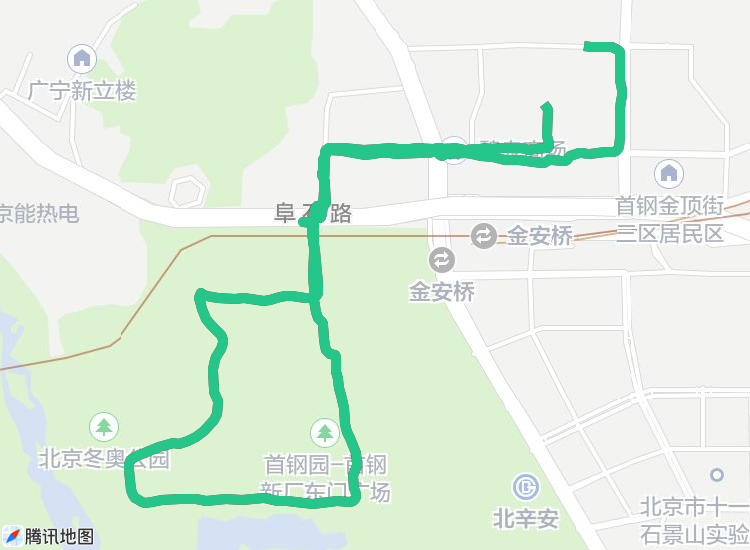 广宁新立楼
京能热电
阜石路
首钢金顶街
三区居民区
金安桥
金安桥
北京冬奥公园
首钢园-首钢
新厂东门广场
北辛安
北京市十一
石景山实验
腾讯地图